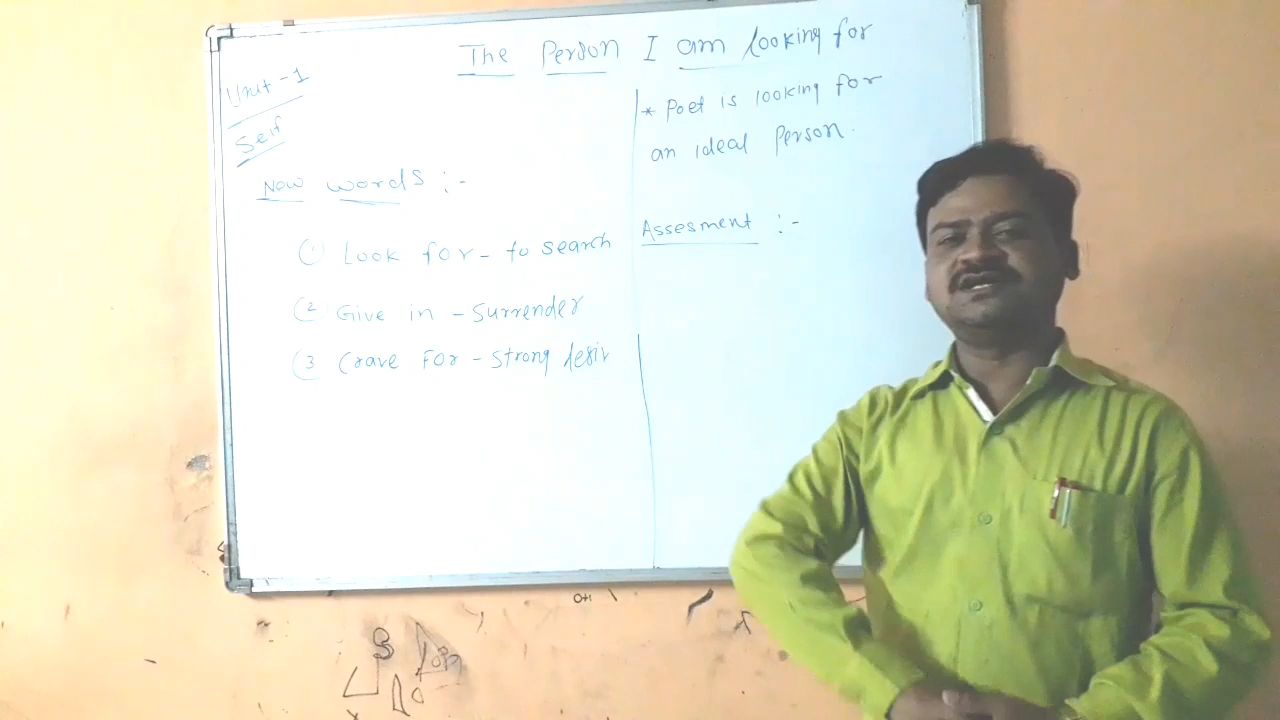 The Person I am looking for
Unit-1
Self
New words :-
(1) Look for - to search
(2) Give in - Surrender
(3) Crave For - Strong desir
* Poet is looking for
an ideal Person.
Assesment :-